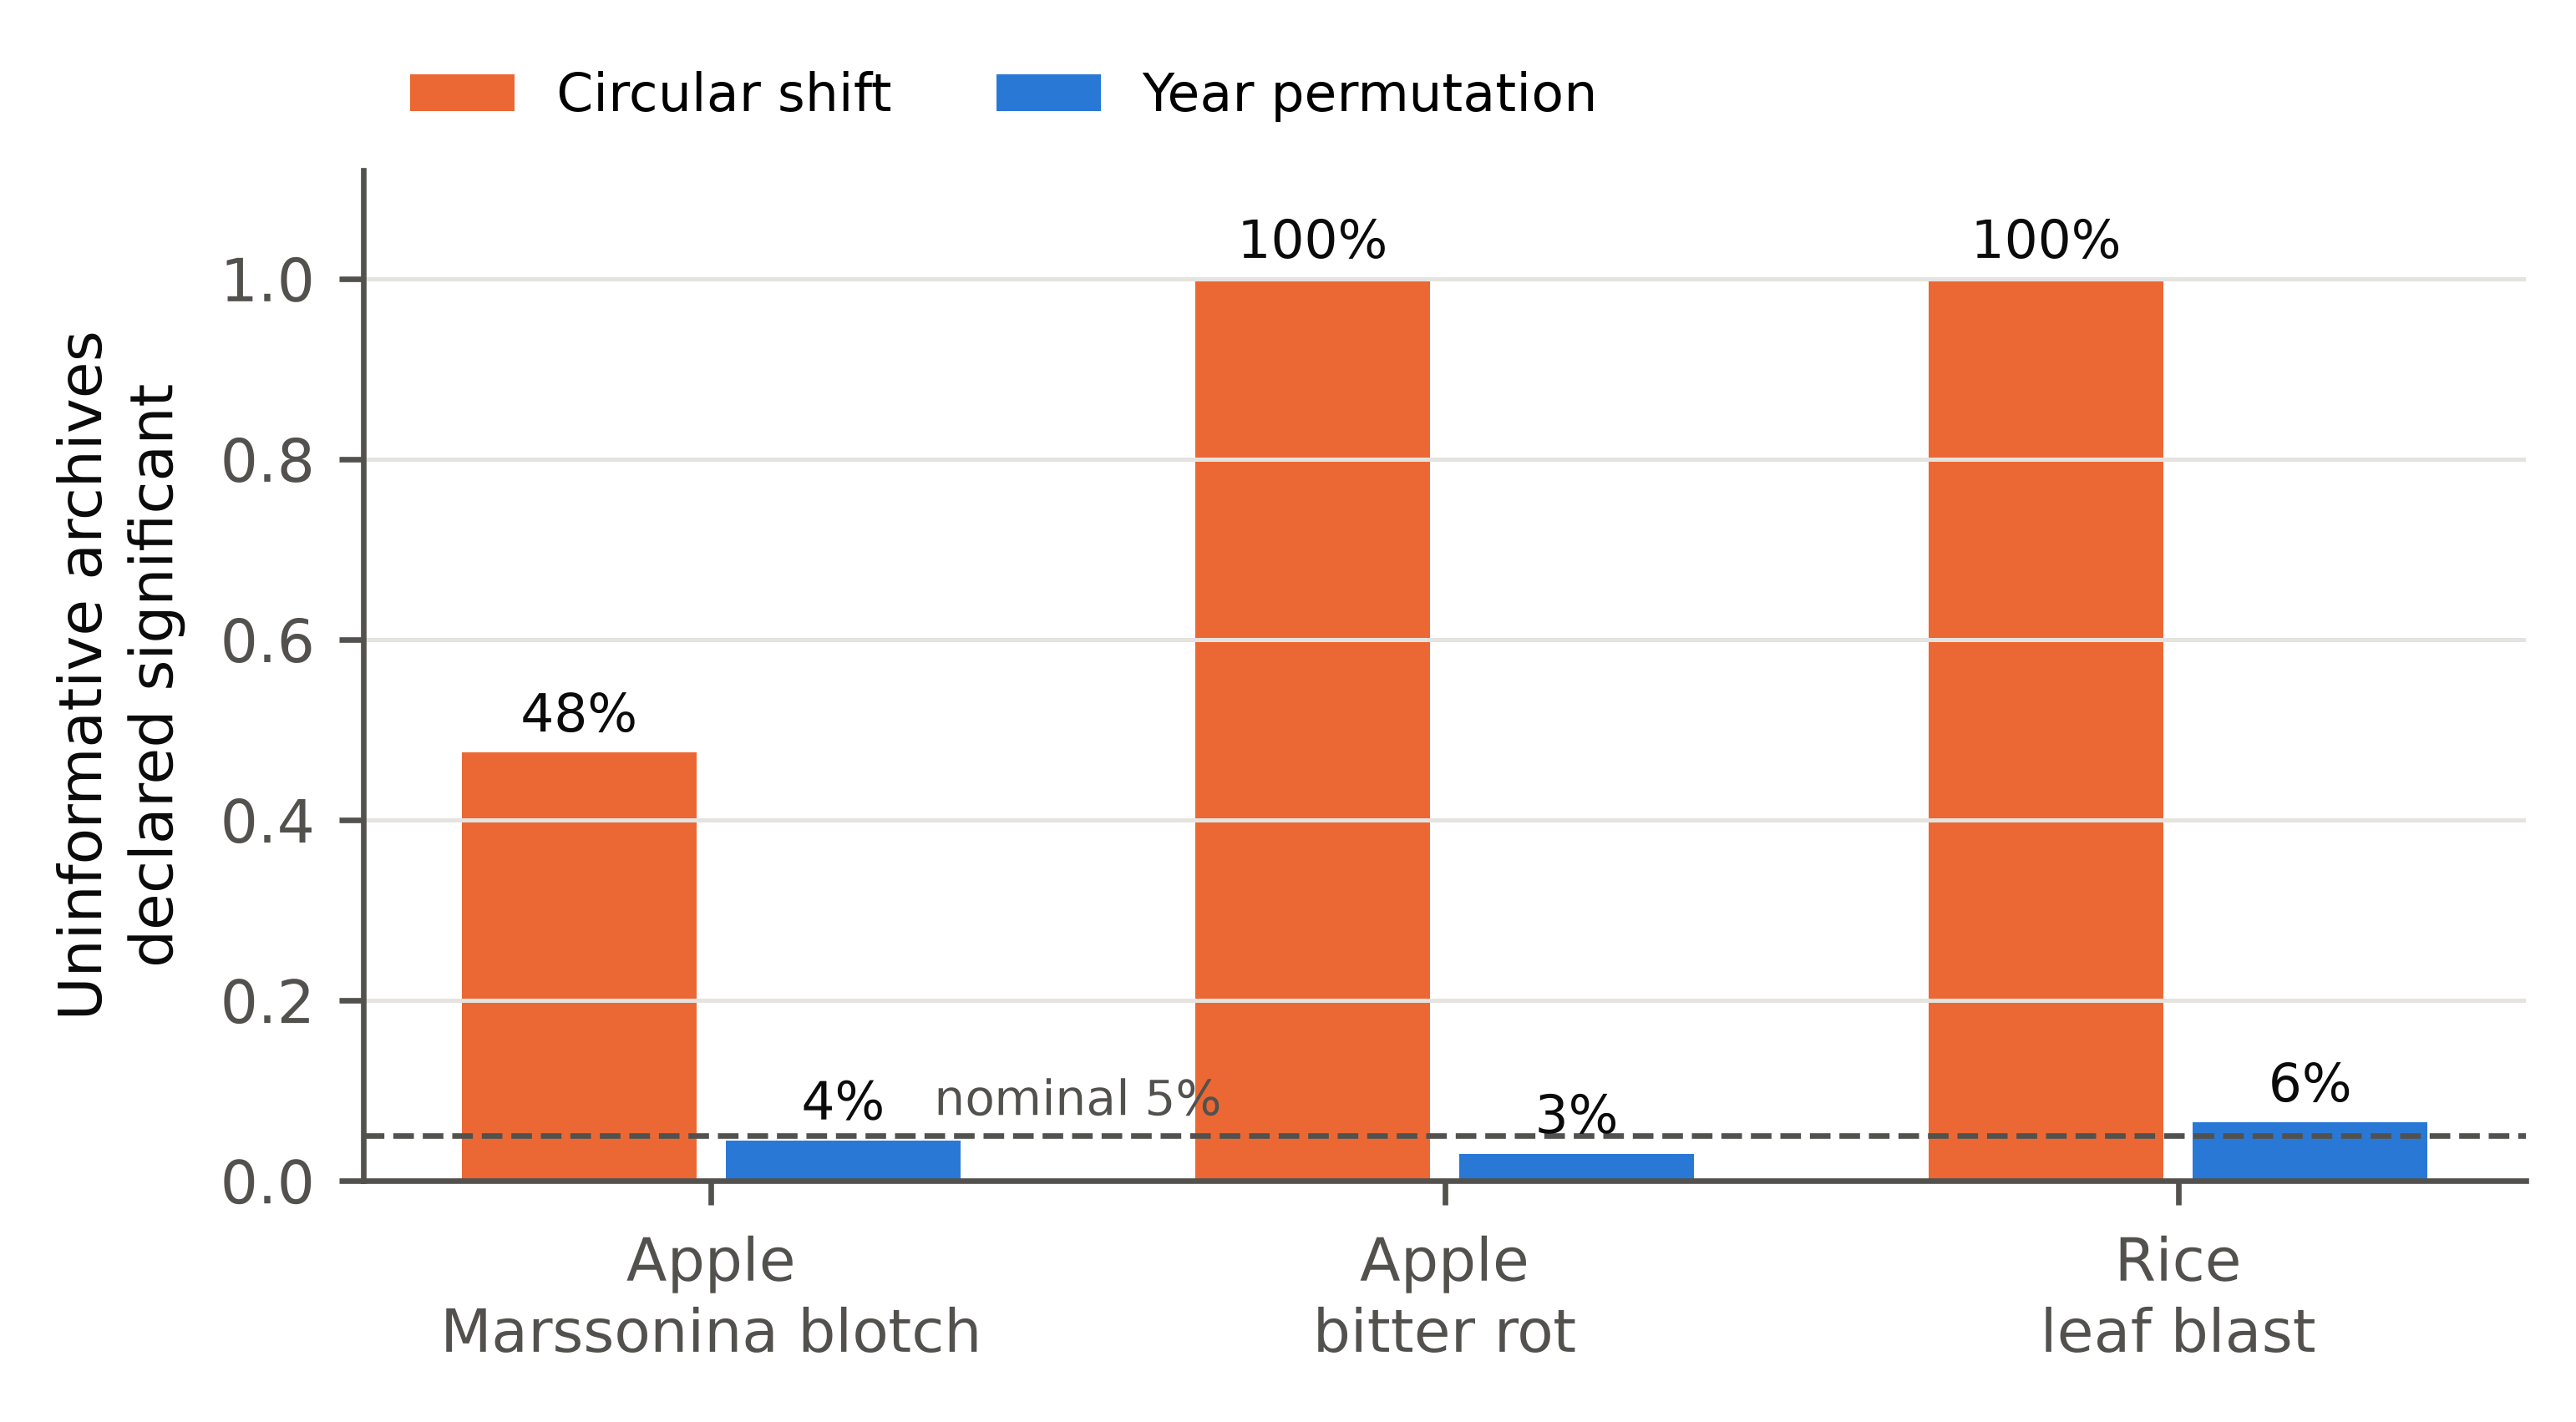 Circular shift
Year permutation
Uninformative archives
declared significant
1.0
0.8
0.6
0.4
0.2
0.0
48%
4%
nominal 5%
100%
3%
100%
6%
Apple
Marssonina blotch
Apple
bitter rot
Rice
leaf blast